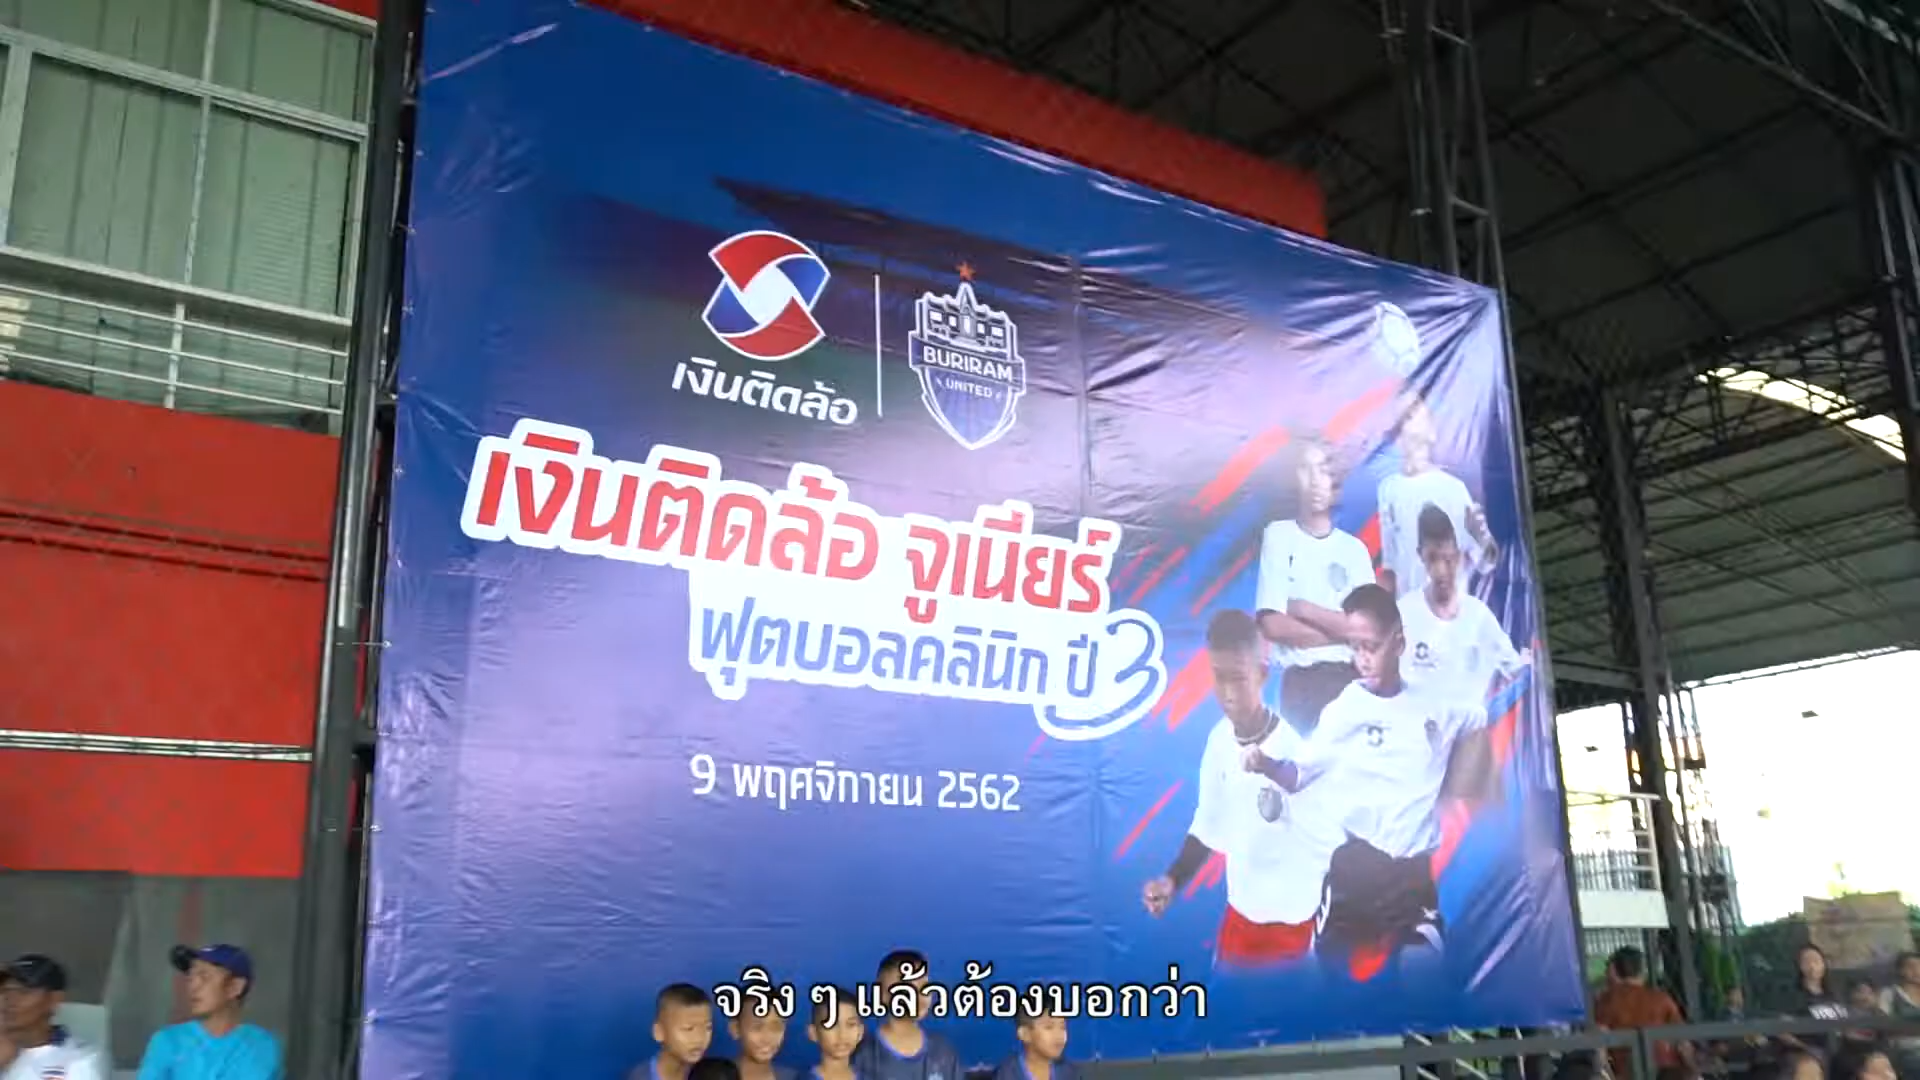 เงินติดล้อ
BURIRAM
UNITED
เงินติดล้อ จูเนียร์
ฟุตบอลคลินิก ปี 3
9 พฤศจิกายน 2562
จริง ๆ แล้วต้องบอกว่า